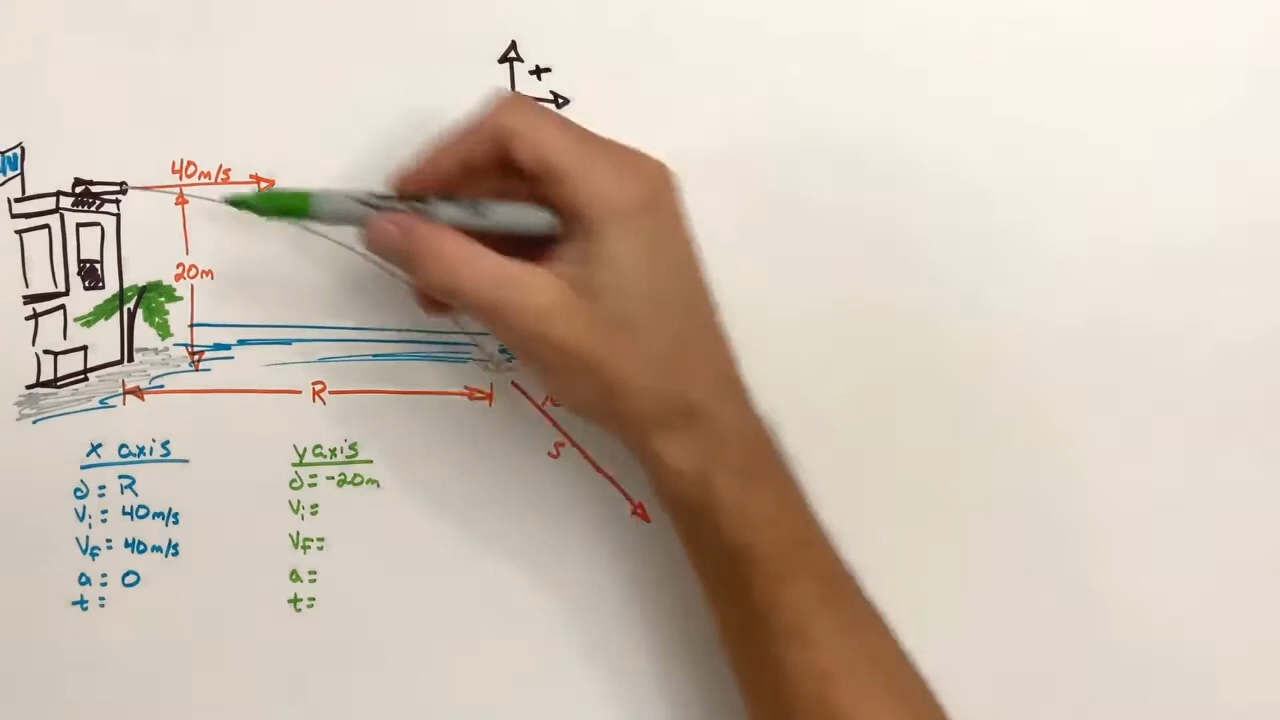 +
N
40m/s
20m
R
x axis
d = R
Vi = 40m/s
Vf = 40m/s
a = 0
t =
y axis
d = -20m
Vi =
Vf =
a =
t =